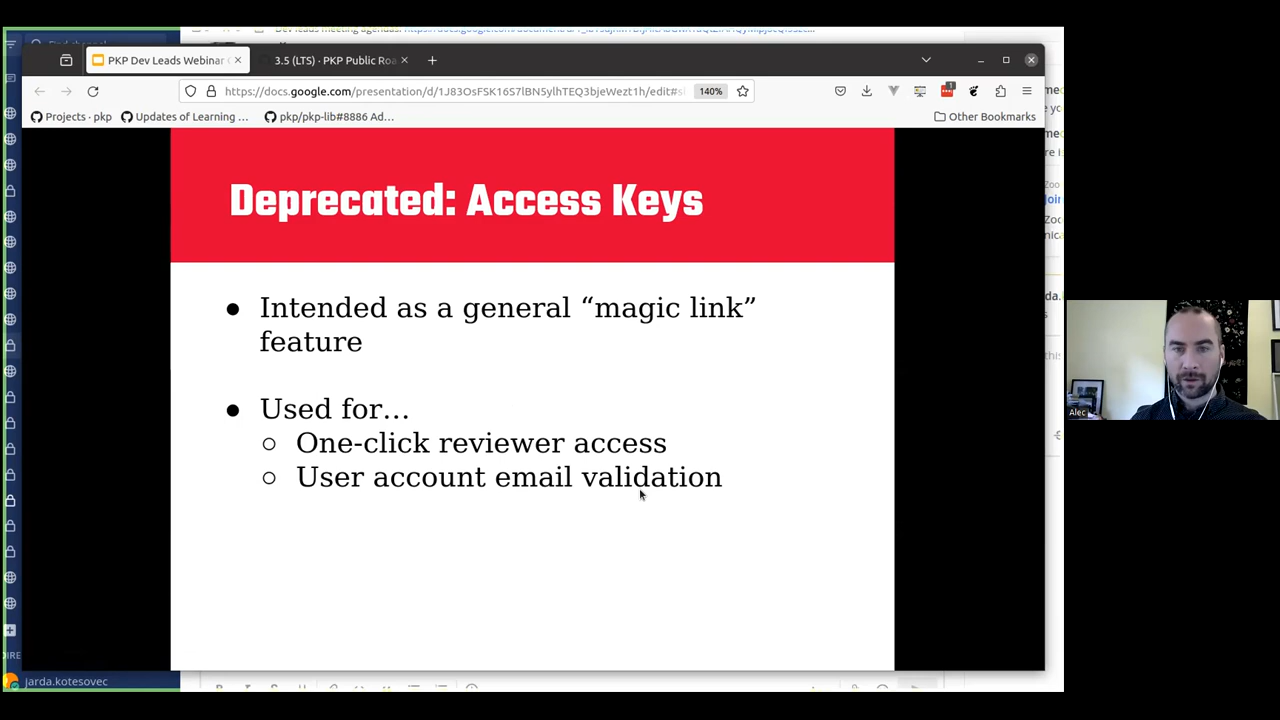 PKP Dev Leads Webinar
3.5 (LTS) · PKP Public Roa
https://docs.google.com/presentation/d/1J83OsFSK16S7lBN5ylhTEQ3bjeWezt1h/edit#s
140%
Projects · pkp
Updates of Learning ...
pkp/pkp-lib#8886 Ad...
Other Bookmarks
Deprecated: Access Keys
● Intended as a general “magic link”
feature
● Used for…
○ One-click reviewer access
○ User account email validation
Alec
jarda.kotesovec